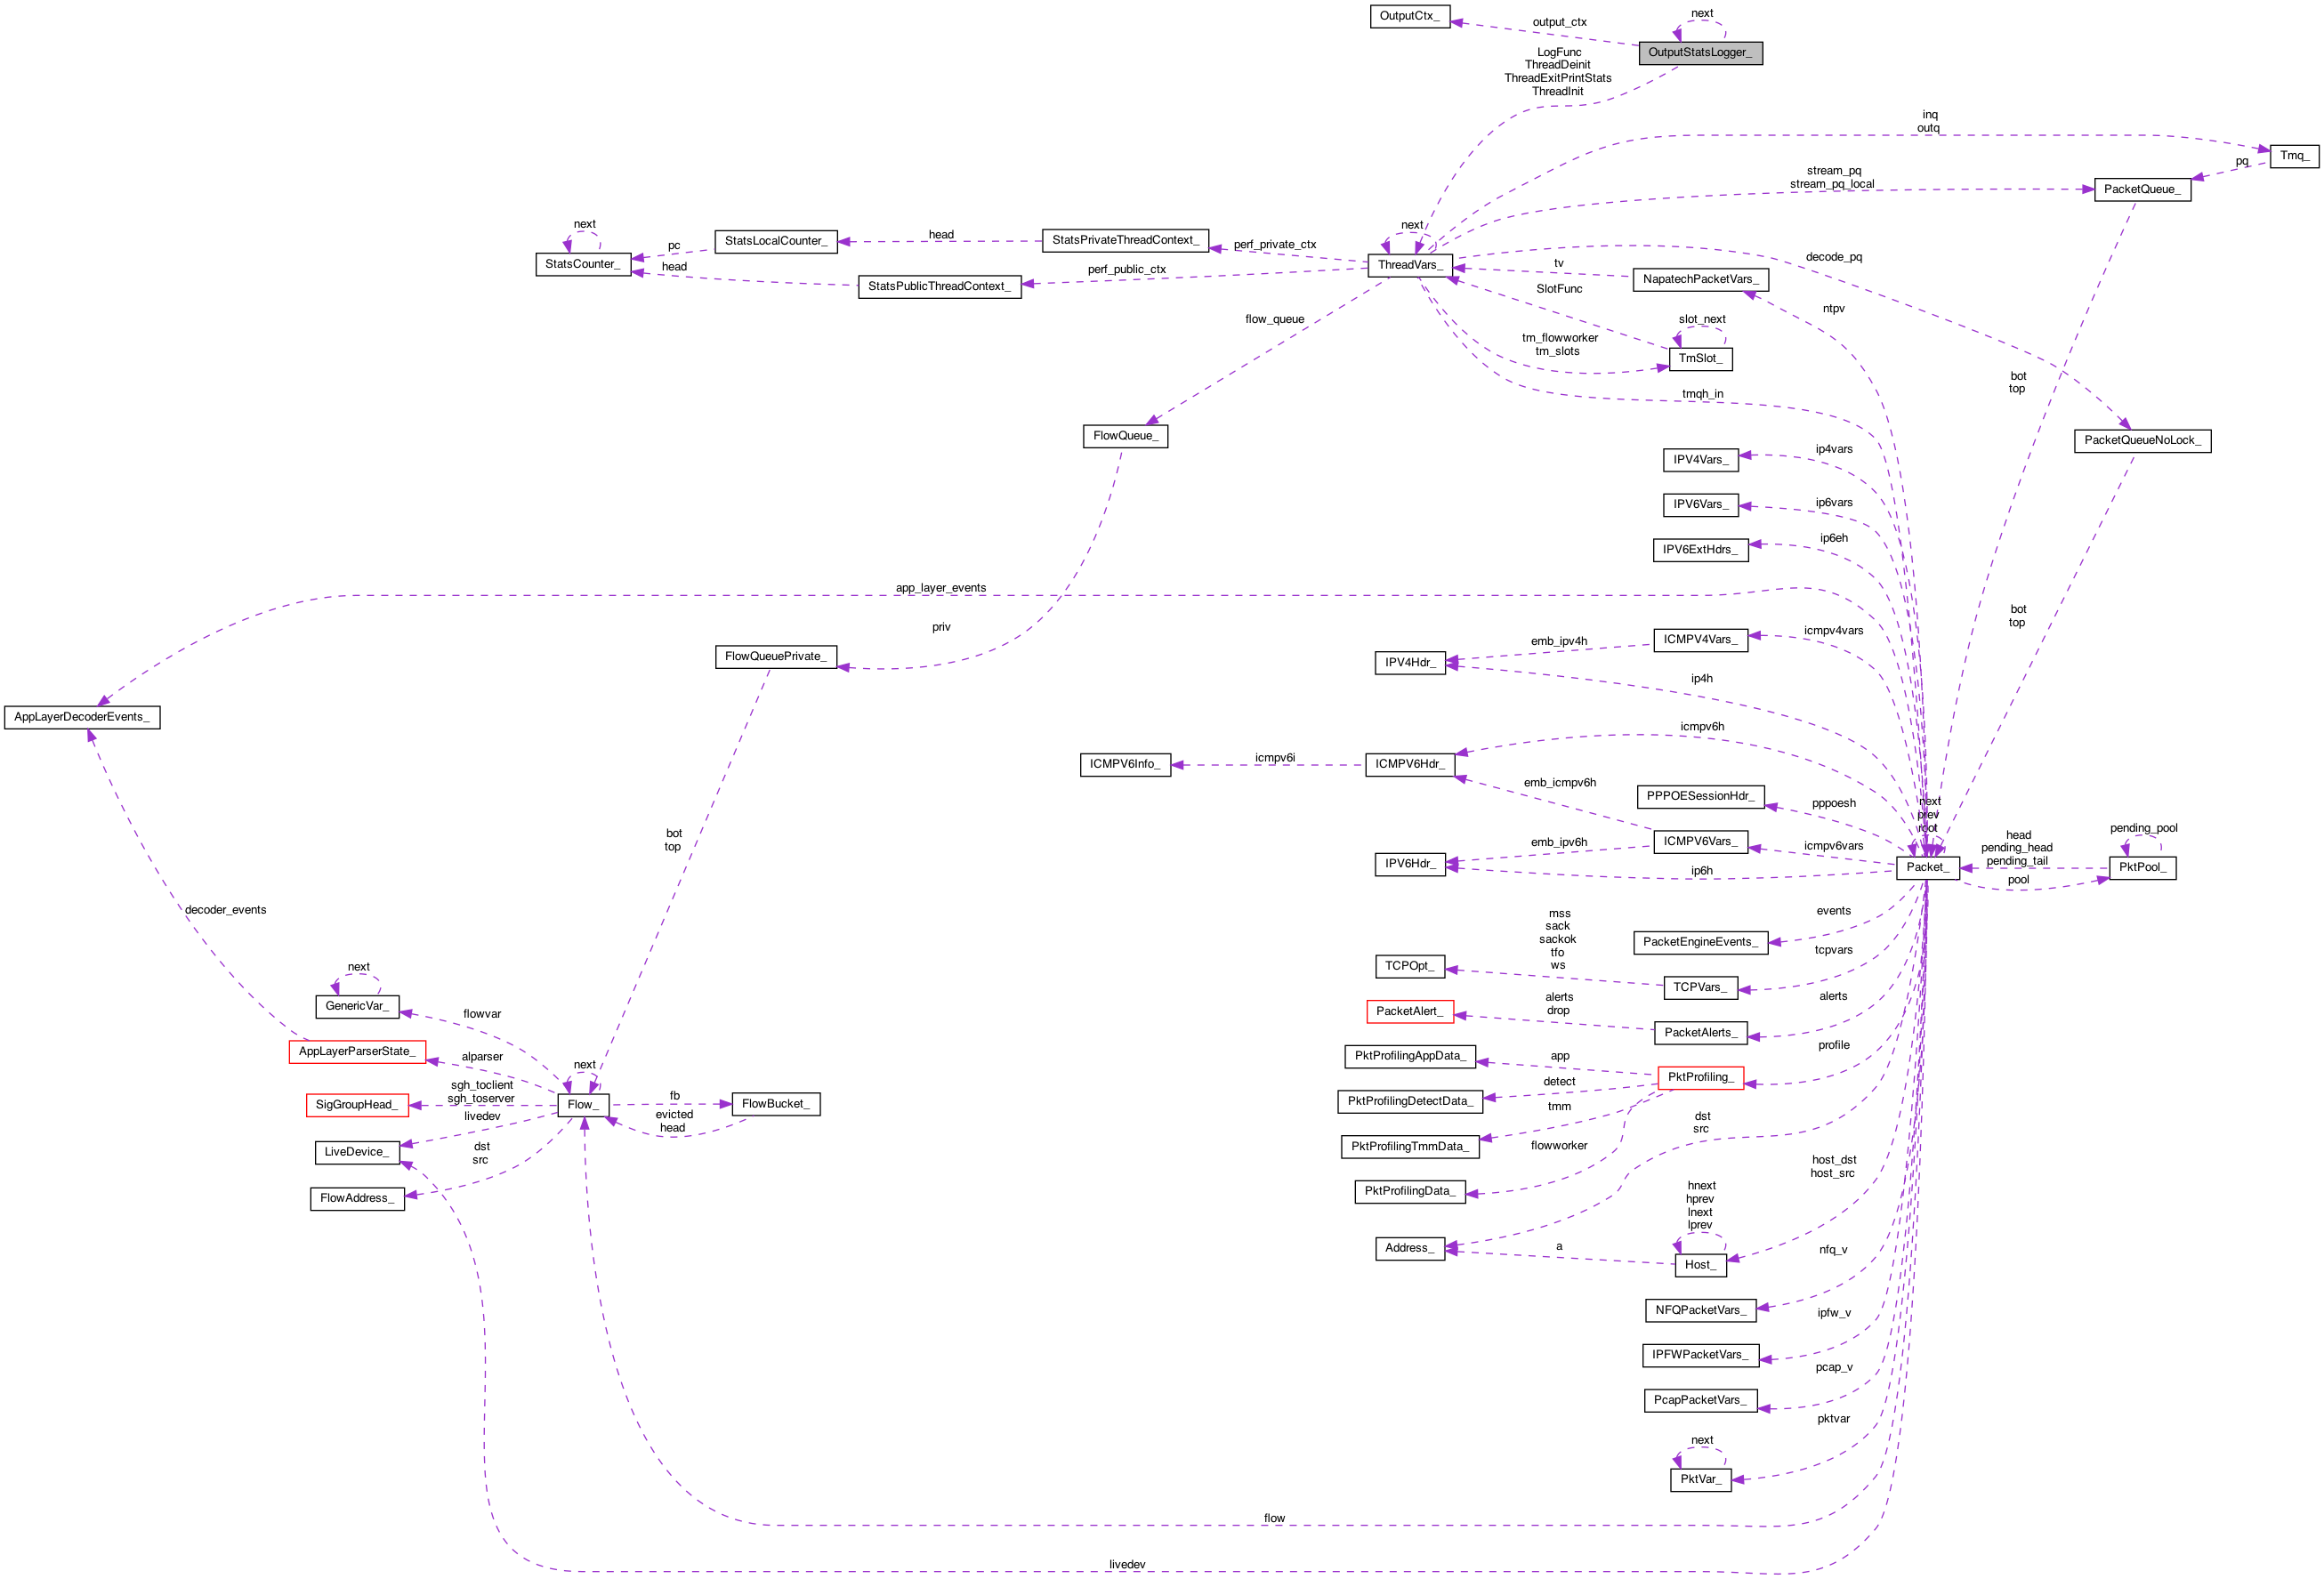 OutputCtx_
output_ctx
next
OutputStatsLogger_
LogFunc
ThreadDeinit
ThreadExitPrintStats
ThreadInit
inq
outq
Tmq_
pq
stream_pq
stream_pq_local
PacketQueue_
next
StatsCounter_
pc
head
StatsLocalCounter_
head
StatsPrivateThreadContext_
perf_private_ctx
StatsPublicThreadContext_
perf_public_ctx
next
ThreadVars_
tv
NapatechPacketVars_
decode_pq
SlotFunc
ntpv
flow_queue
slot_next
TmSlot_
tm_flowworker
tm_slots
tmqh_in
bot
top
FlowQueue_
PacketQueueNoLock_
IPV4Vars_
ip4vars
IPV6Vars_
ip6vars
IPV6ExtHdrs_
ip6eh
app_layer_events
bot
top
priv
FlowQueuePrivate_
emb_ipv4h
ICMPV4Vars_
icmpv4vars
IPV4Hdr_
ip4h
AppLayerDecoderEvents_
icmpv6h
ICMPV6Info_
icmpv6i
ICMPV6Hdr_
emb_icmpv6h
PPPOESessionHdr_
pppoesh
next
prev
root
bot
top
emb_ipv6h
ICMPV6Vars_
icmpv6vars
IPV6Hdr_
ip6h
Packet_
head
pending_head
pending_tail
pool
pending_pool
PktPool_
decoder_events
events
PacketEngineEvents_
mss
sack
sackok
tfo
ws
tcpvars
TCPOpt_
TCPVars_
next
GenericVar_
flowvar
PacketAlert_
alerts
drop
PacketAlerts_
alerts
AppLayerParserState_
alparser
PktProfilingAppData_
app
PktProfiling_
profile
SigGroupHead_
sgh_toclient
sgh_toserver
next
Flow_
fb
FlowBucket_
evicted
head
PktProfilingDetectData_
detect
livedev
LiveDevice_
tmm
PktProfilingTmmData_
dst
src
dst
src
flowworker
FlowAddress_
PktProfilingData_
host_dst
host_src
hnext
hprev
lnext
lprev
Address_
a
Host_
nfq_v
NFQPacketVars_
ipfw_v
IPFWPacketVars_
pcap_v
PcapPacketVars_
pktvar
next
PktVar_
flow
livedev